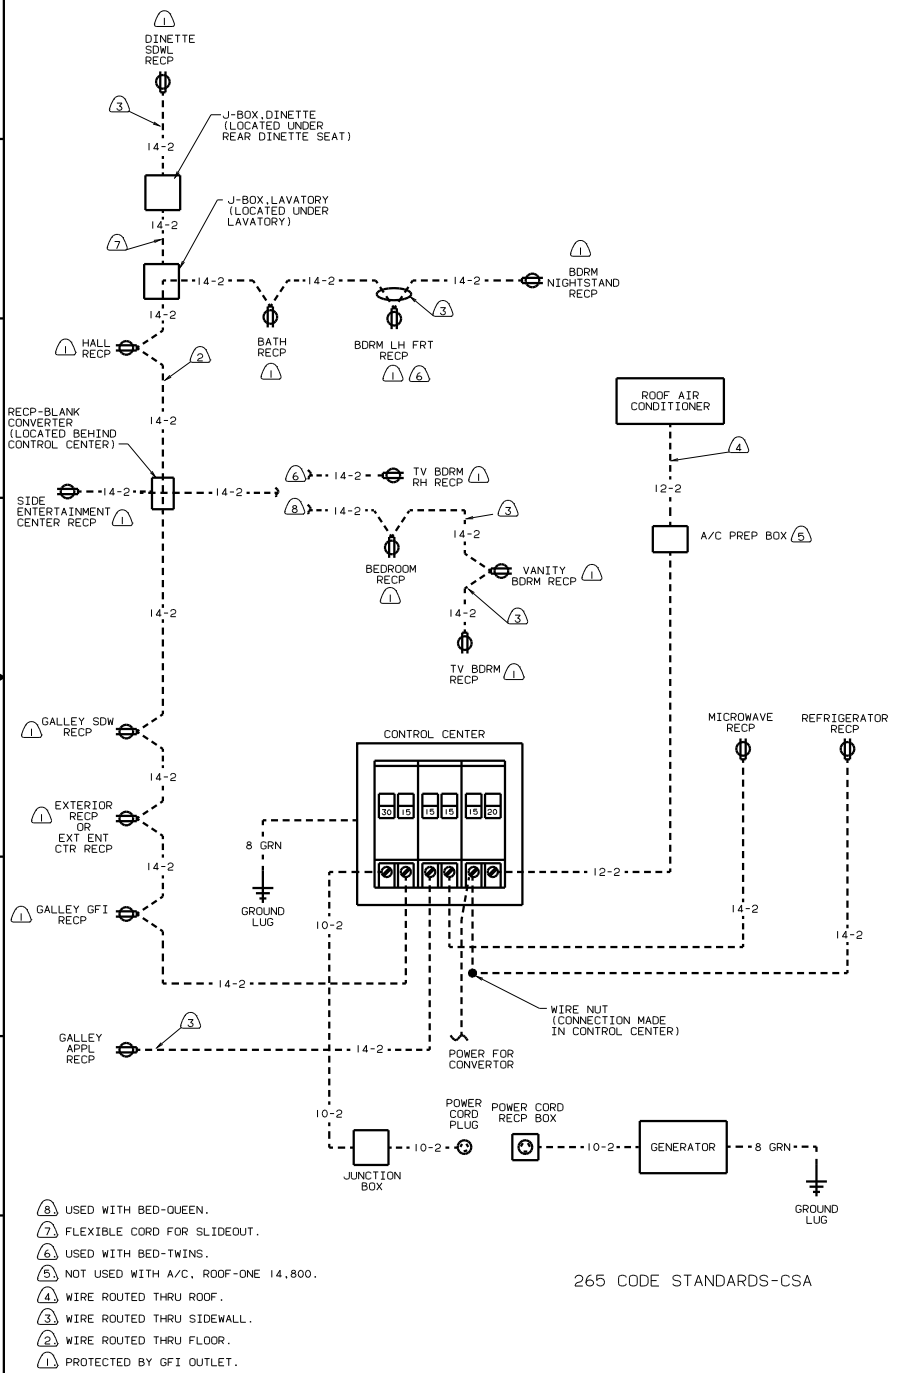 1
DINETTE
SDWL
RECP
3
14-2
J-BOX,DINETTE
(LOCATED UNDER
REAR DINETTE SEAT)
14-2
7
J-BOX,LAVATORY
(LOCATED UNDER
LAVATORY)
14-2
14-2
14-2
1
BDRM
NIGHTSTAND
RECP
3
14-2
BATH
RECP
1
BDRM LH FRT
RECP
1
6
1
HALL
RECP
2
14-2
RECP-BLANK
CONVERTER
(LOCATED BEHIND
CONTROL CENTER)
SIDE
ENTERTAINMENT
CENTER RECP
1
14-2
14-2
6
14-2
TV BDRM
RH RECP
1
8
14-2
3
14-2
BEDROOM
RECP
1
VANITY
BDRM RECP
1
3
14-2
TV BDRM
RECP
1
ROOF AIR
CONDITIONER
4
12-2
A/C PREP BOX
5
14-2
1
GALLEY SDW
RECP
14-2
1
EXTERIOR
RECP
OR
EXT ENT
CTR RECP
14-2
1
GALLEY GFI
RECP
14-2
CONTROL CENTER
30
15
15
15
15
20
8 GRN
GROUND
LUG
10-2
12-2
MICROWAVE
RECP
REFRIGERATOR
RECP
14-2
14-2
WIRE NUT
(CONNECTION MADE
IN CONTROL CENTER)
3
GALLEY
APPL
RECP
14-2
POWER FOR
CONVERTOR
10-2
JUNCTION
BOX
10-2
POWER
CORD
PLUG
POWER CORD
RECP BOX
10-2
GENERATOR
8 GRN
GROUND
LUG
8. USED WITH BED-QUEEN.
7. FLEXIBLE CORD FOR SLIDEOUT.
6. USED WITH BED-TWINS.
5. NOT USED WITH A/C, ROOF-ONE 14,800.
4. WIRE ROUTED THRU ROOF.
3. WIRE ROUTED THRU SIDEWALL.
2. WIRE ROUTED THRU FLOOR.
1. PROTECTED BY GFI OUTLET.
265 CODE STANDARDS-CSA